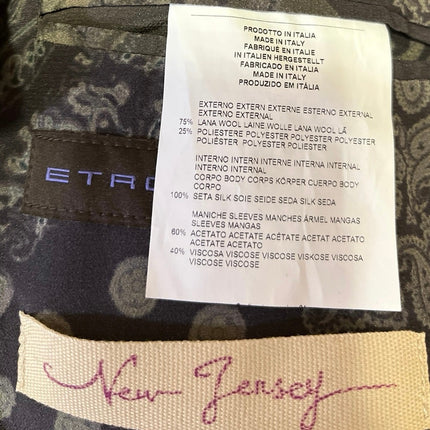 PRODOTTO IN ITALIA
MADE IN ITALY
FABRIQUÉ EN ITALIE
IN ITALIEN HERGESTELLT
FABRICADO EN ITALIA
MADE IN ITALY
PRODUZIDO EM ITÁLIA
EXTERNO EXTERN EXTERNE ESTERNO EXTERNAL
EXTERNO EXTERNAL
75% LANA WOOL LAINE WOLLE LANA WOOL LÃ
25% POLIESTERE POLYESTER POLYESTER POLYESTER
POLIÉSTER POLYESTER POLIESTER
INTERNO INTERN INTERNE INTERNE INTERNAL
INTERNO INTERNAL
CORPO BODY CORPS KÖRPER CUERPO BODY
CORPO
100% SETA SILK SOIE SEIDE SEDA SILK SEDA
MANICHE SLEEVES MANCHES ÄRMEL MANGAS
SLEEVES MANGAS
60% ACETATO ACETATE ACÉTATE ACETAT ACETATO
ACETATE ACETATO
40% VISCOSA VISCOSE VISCOSE VISKOSE VISCOSA
VISCOSE VISCOSE
ETRO
New Jersey